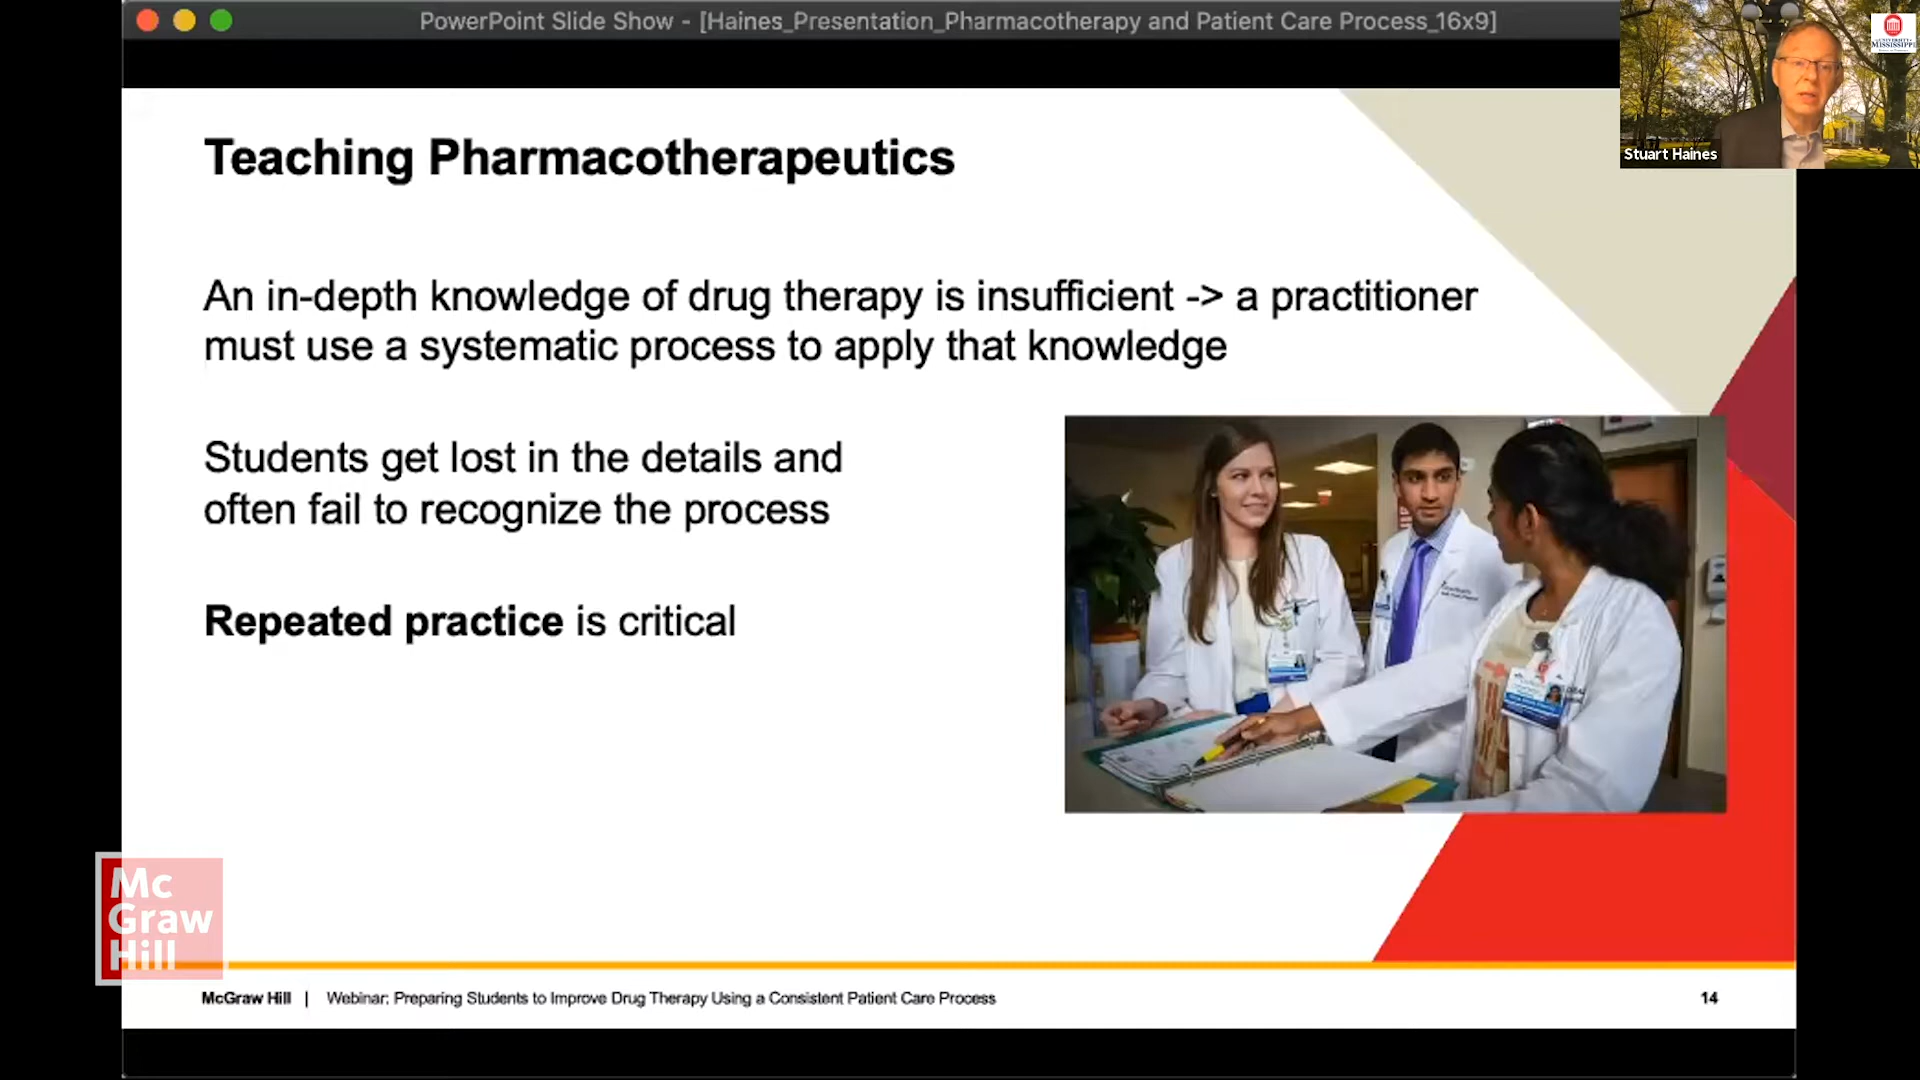 PowerPoint Slide Show - [Haines_Presentation_Pharmacotherapy and Patient Care Process_16x9]
MISSISSIPPI
Stuart Haines
Teaching Pharmacotherapeutics
An in-depth knowledge of drug therapy is insufficient -> a practitioner
must use a systematic process to apply that knowledge
Students get lost in the details and
often fail to recognize the process
Repeated practice is critical
Mc
Graw
Hill
McGraw Hill | Webinar: Preparing Students to Improve Drug Therapy Using a Consistent Patient Care Process
14